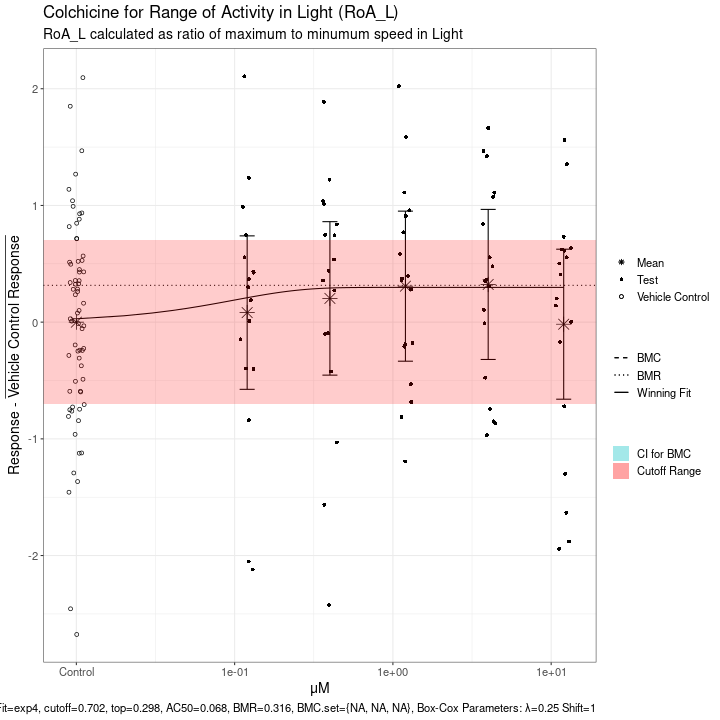 Colchicine for Range of Activity in Light (RoA_L)
RoA_L calculated as ratio of maximum to minumum speed in Light
Response - Vehicle Control Response
2
1
0
-1
-2
Control
1e-01
1e+00
1e+01
μM
Mean
Test
Vehicle Control
BMC
BMR
Winning Fit
CI for BMC
Cutoff Range
Fit=exp4, cutoff=0.702, top=0.298, AC50=0.068, BMR=0.316, BMC.set={NA, NA, NA}, Box-Cox Parameters: λ=0.25 Shift=1